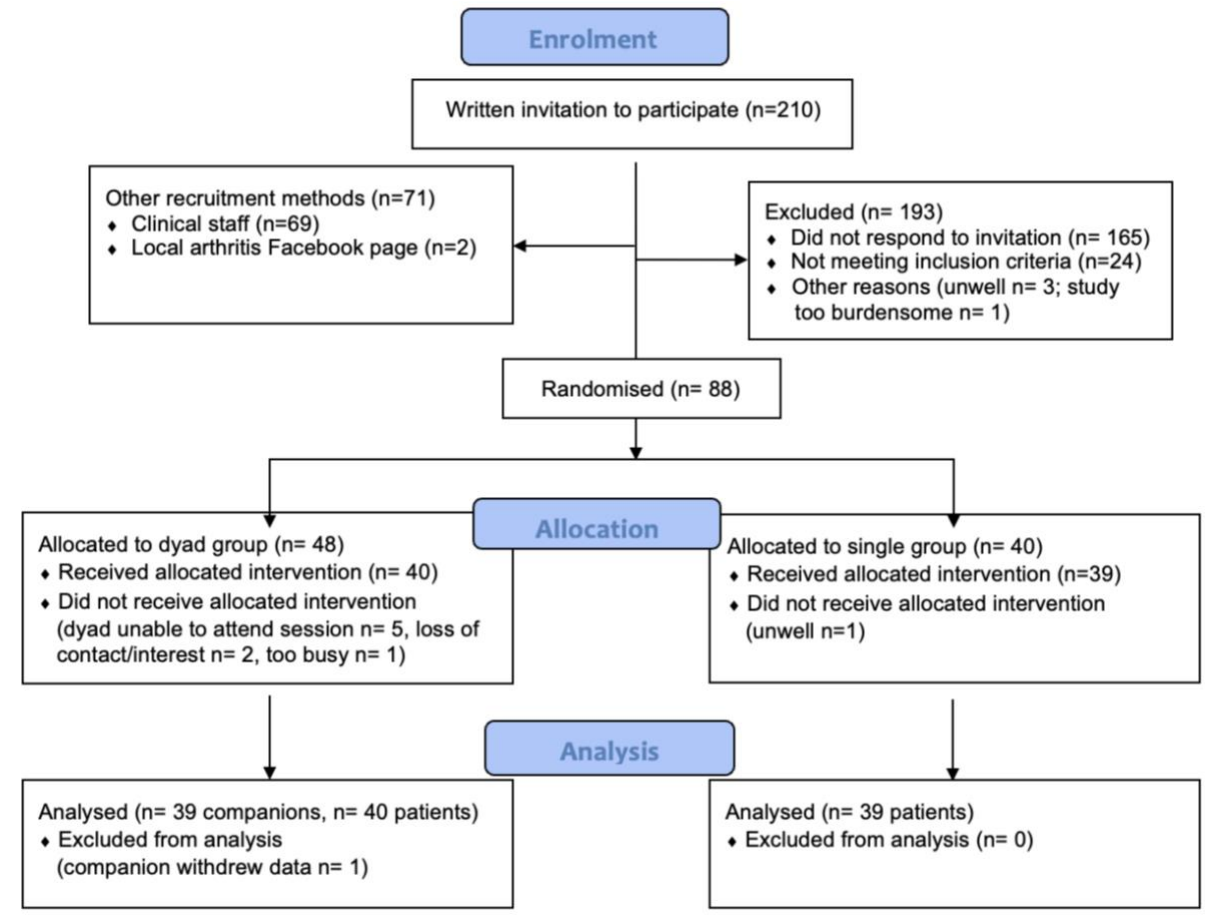 Enrolment
Written invitation to participate (n=210)
Other recruitment methods (n=71)
♦ Clinical staff (n=69)
♦ Local arthritis Facebook page (n=2)
Excluded (n= 193)
♦ Did not respond to invitation (n= 165)
♦ Not meeting inclusion criteria (n=24)
♦ Other reasons (unwell n= 3; study
too burdensome n= 1)
Randomised (n= 88)
Allocation
Allocated to dyad group (n= 48)
♦ Received allocated intervention (n= 40)
♦ Did not receive allocated intervention
(dyad unable to attend session n= 5, loss of
contact/interest n= 2, too busy n= 1)
Allocated to single group (n= 40)
♦ Received allocated intervention (n=39)
♦ Did not receive allocated intervention
(unwell n=1)
Analysis
Analysed (n= 39 companions, n= 40 patients)
♦ Excluded from analysis
(companion withdrew data n= 1)
Analysed (n= 39 patients)
♦ Excluded from analysis (n= 0)